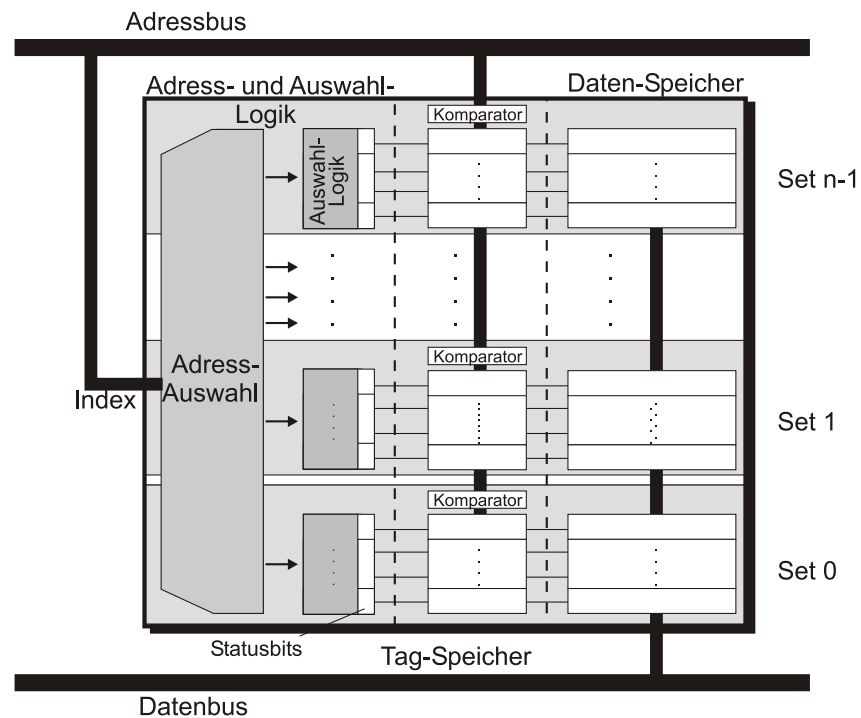 Adressbus
Adress- und Auswahl-
Logik
Daten-Speicher
Komparator
Auswahl-
Logik
Set n-1
Adress-
Auswahl
Index
Komparator
Set 1
Komparator
Set 0
Statusbits
Tag-Speicher
Datenbus